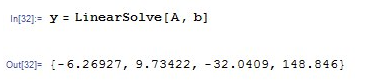 In[32]:= y = LinearSolve[A, b]
Out[32]= {-6.26927, 9.73422, -32.0409, 148.846}